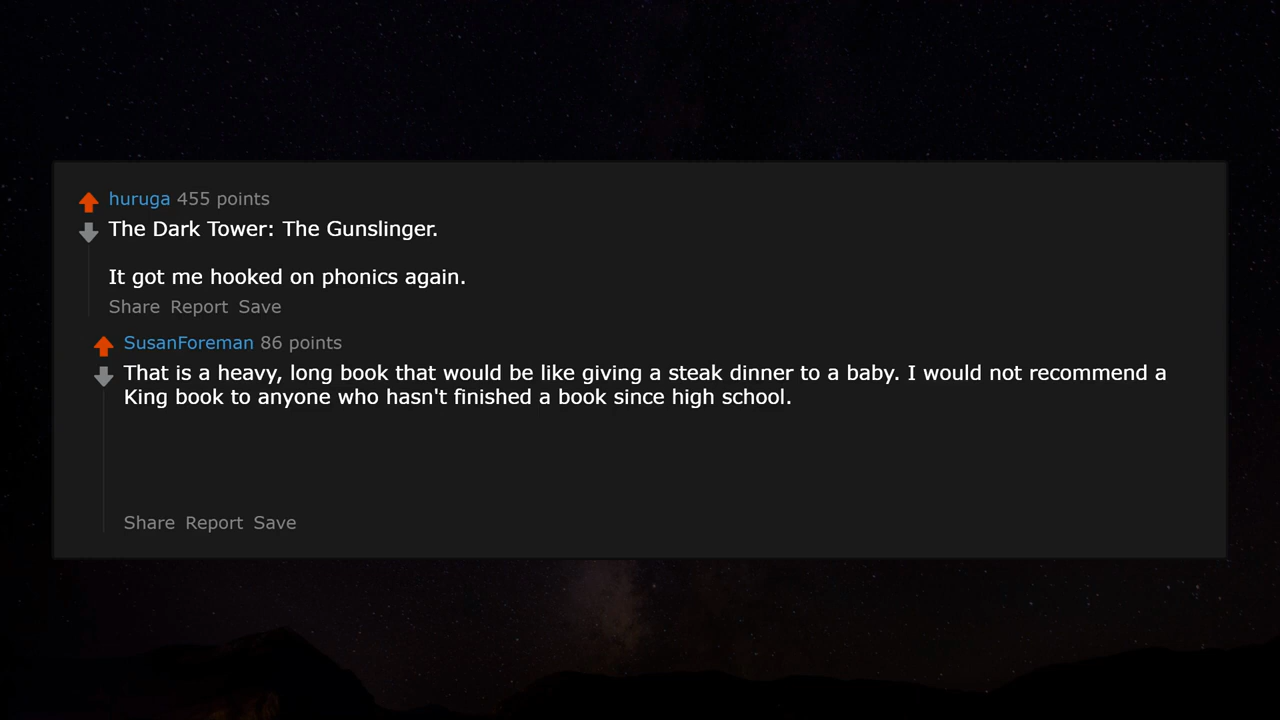 huruga 455 points
The Dark Tower: The Gunslinger.
It got me hooked on phonics again.
Share Report Save
SusanForeman 86 points
That is a heavy, long book that would be like giving a steak dinner to a baby. I would not recommend a
King book to anyone who hasn't finished a book since high school.
Share Report Save